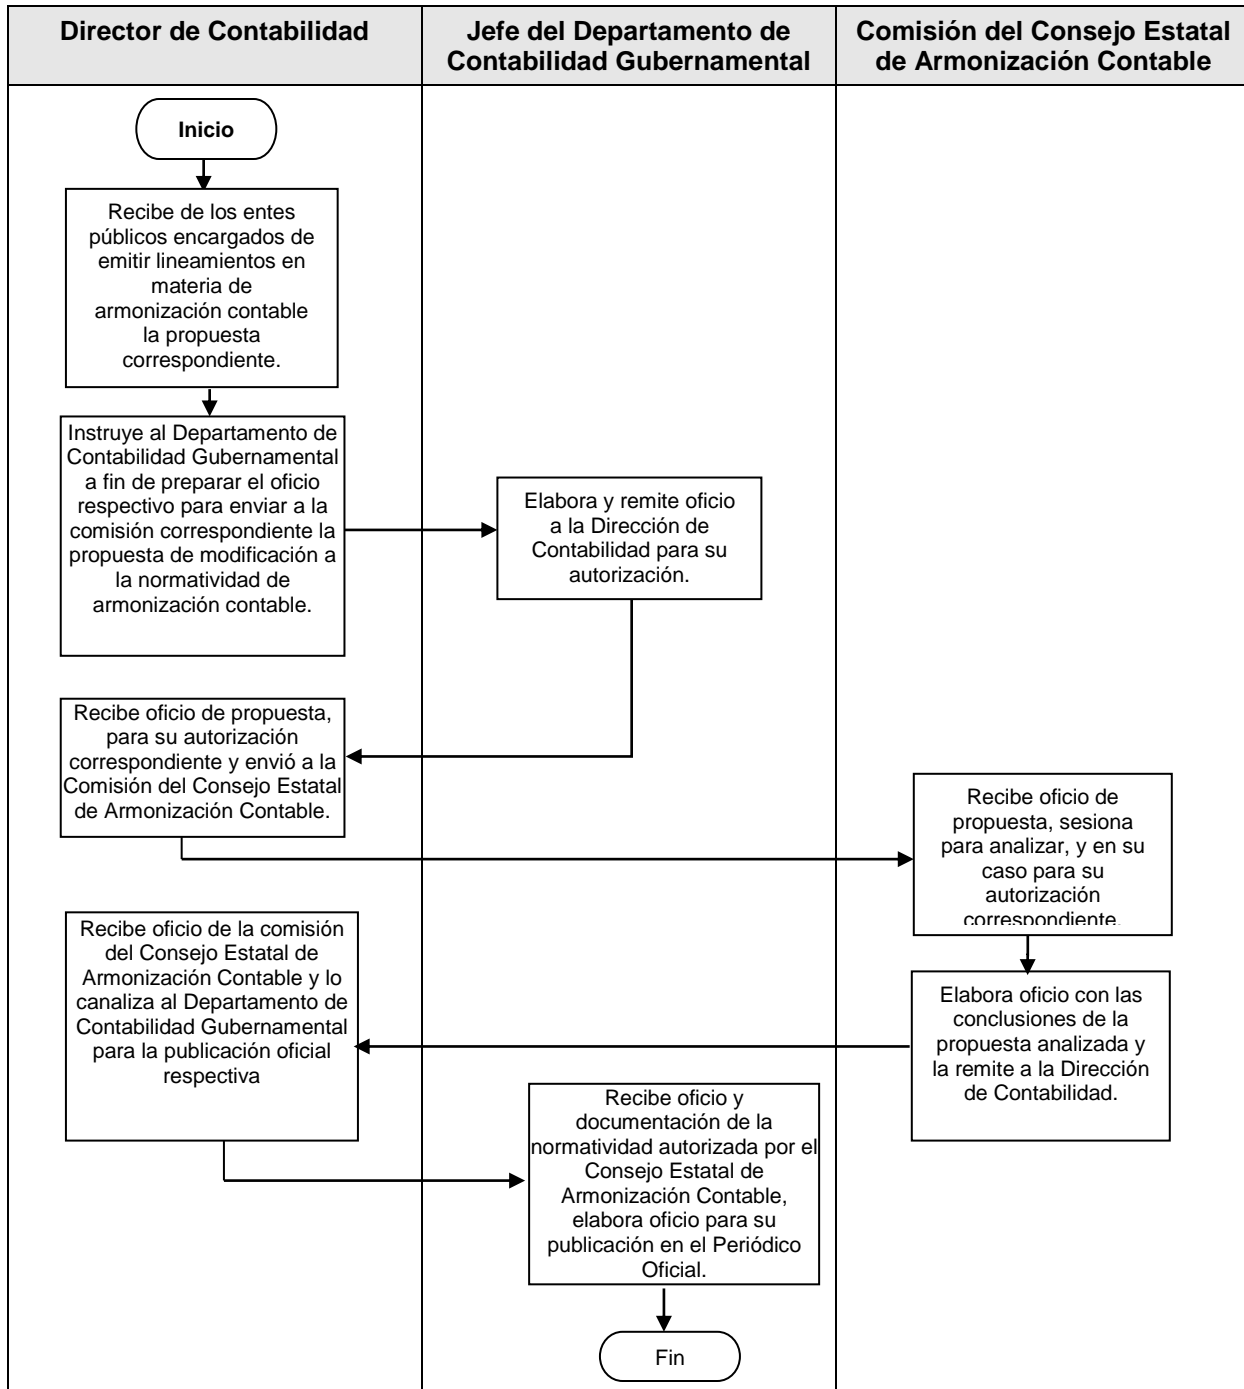 Director de Contabilidad
Jefe del Departamento de
Contabilidad Gubernamental
Comisión del Consejo Estatal
de Armonización Contable
Inicio
Recibe de los entes
públicos encargados de
emitir lineamientos en
materia de
armonización contable
la propuesta
correspondiente.
Instruye al Departamento de
Contabilidad Gubernamental
a fin de preparar el oficio
respectivo para enviar a la
comisión correspondiente la
propuesta de modificación a
la normatividad de
armonización contable.
Elabora y remite oficio
a la Dirección de
Contabilidad para su
autorización.
Recibe oficio de propuesta,
para su autorización
correspondiente y envió a la
Comisión del Consejo Estatal
de Armonización Contable.
Recibe oficio de
propuesta, sesiona
para analizar, y en su
caso para su
autorización
correspondiente.
Elabora oficio con las
conclusiones de la
propuesta analizada y
la remite a la Dirección
de Contabilidad.
Recibe oficio de la comisión
del Consejo Estatal de
Armonización Contable y lo
canaliza al Departamento de
Contabilidad Gubernamental
para la publicación oficial
respectiva
Recibe oficio y
documentación de la
normatividad autorizada por el
Consejo Estatal de
Armonización Contable,
elabora oficio para su
publicación en el Periódico
Oficial.
Fin